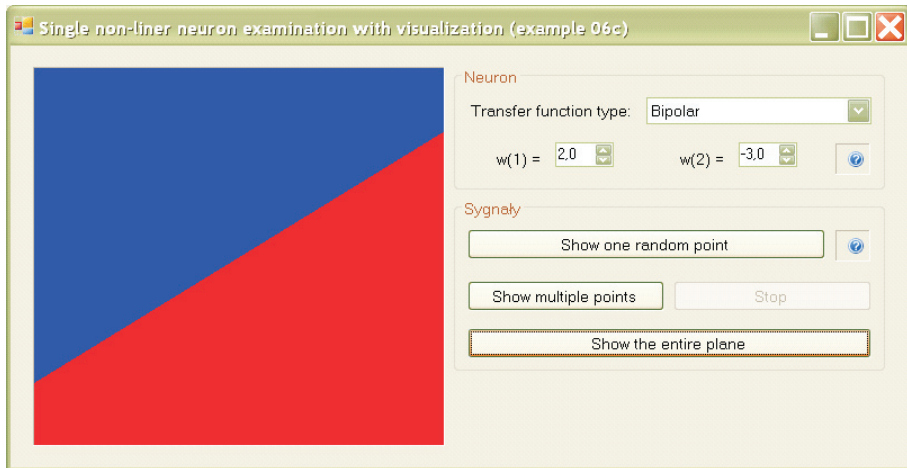 Single non-liner neuron examination with visualization (example 06c)
Neuron
Transfer function type: Bipolar
w(1) = 2,0 w(2) = -3,0
Sygnały
Show one random point
Show multiple points Stop
Show the entire plane